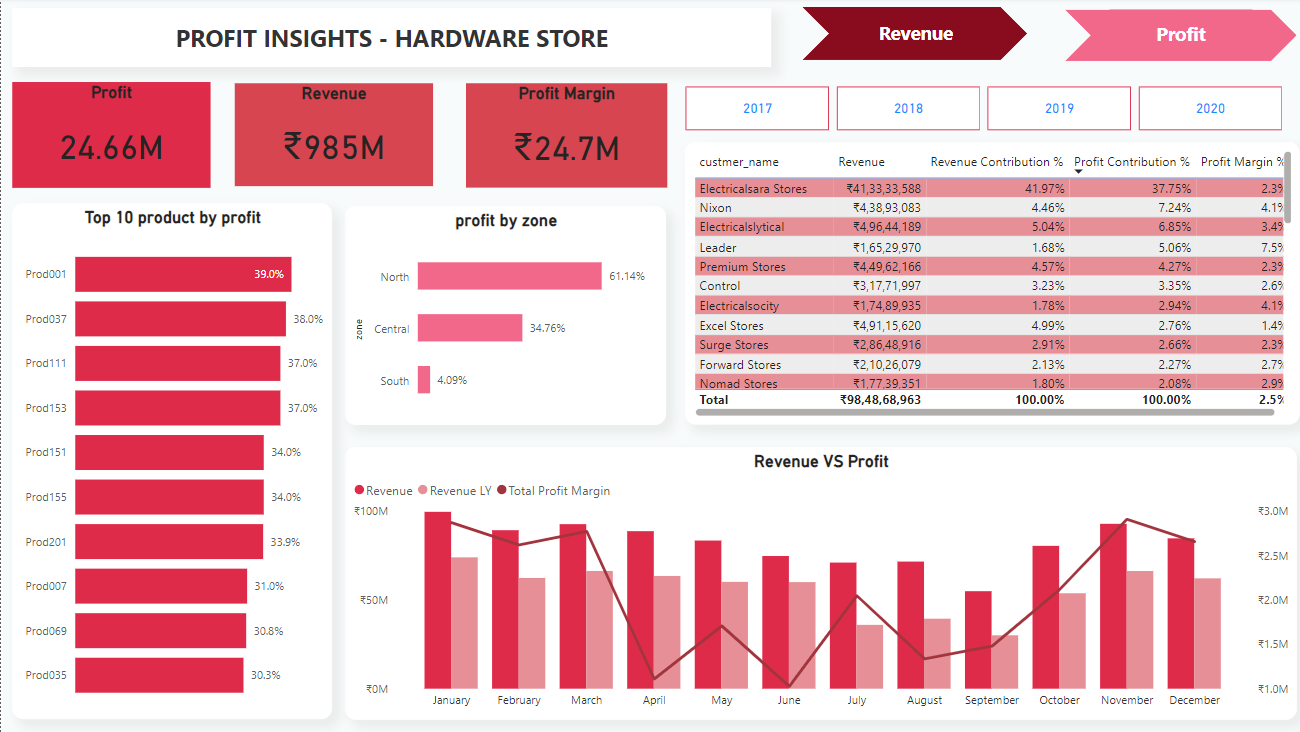 PROFIT INSIGHTS - HARDWARE STORE
Revenue
Profit
Profit
24.66M
Revenue
₹985M
Profit Margin
₹24.7M
2017
2018
2019
2020
custmer_name Revenue Revenue Contribution % Profit Contribution % Profit Margin %
Electricalsara Stores ₹41,33,33,588 41.97% 37.75% 2.3%
Nixon ₹4,38,93,083 4.46% 7.24% 4.1%
Electricalslytical ₹4,96,44,189 5.04% 6.85% 3.4%
Leader ₹1,65,29,970 1.68% 5.06% 7.5%
Premium Stores ₹4,49,62,166 4.57% 4.27% 2.3%
Control ₹3,17,71,997 3.23% 3.35% 2.6%
Electricalsocity ₹1,74,89,935 1.78% 2.94% 4.1%
Excel Stores ₹4,91,15,620 4.99% 2.76% 1.4%
Surge Stores ₹2,86,48,916 2.91% 2.66% 2.3%
Forward Stores ₹2,10,26,079 2.13% 2.27% 2.7%
Nomad Stores ₹1,77,39,351 1.80% 2.08% 2.9%
Total ₹98,48,68,963 100.00% 100.00% 2.5%
Top 10 product by profit
Prod001 39.0%
Prod037 38.0%
Prod111 37.0%
Prod153 37.0%
Prod151 34.0%
Prod155 34.0%
Prod201 33.9%
Prod007 31.0%
Prod069 30.8%
Prod035 30.3%
profit by zone
zone
North 61.14%
Central 34.76%
South 4.09%
Revenue VS Profit
Revenue Revenue LY Total Profit Margin
₹100M
₹50M
₹0M
₹3.0M
₹2.5M
₹2.0M
₹1.5M
₹1.0M
January February March April May June July August September October November December